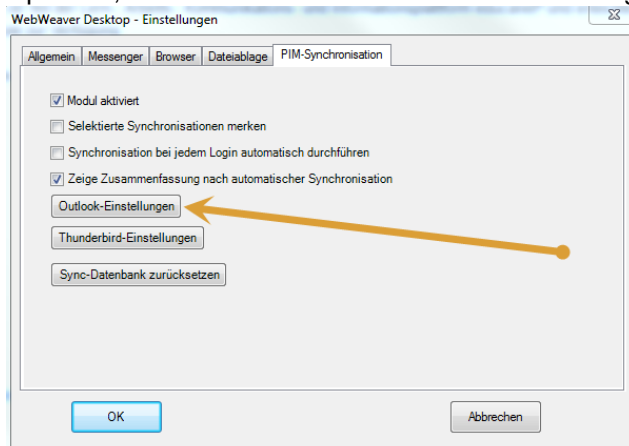 WebWeaver Desktop - Einstellungen
Allgemein Messenger Browser Dateiablage PIM-Synchronisation
Modul aktiviert
Selektierte Synchronisationen merken
Synchronisation bei jedem Login automatisch durchführen
Zeige Zusammenfassung nach automatischer Synchronisation
Outlook-Einstellungen
Thunderbird-Einstellungen
Sync-Datenbank zurücksetzen
OK Abbrechen